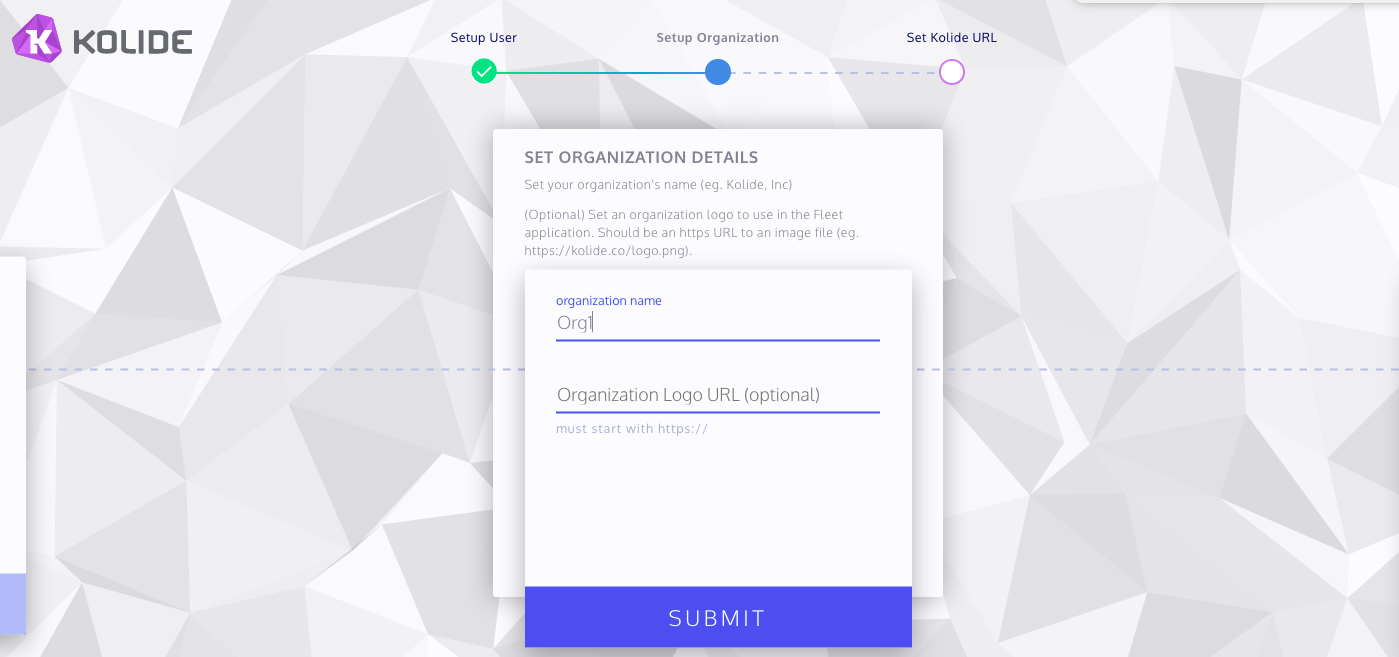 KOLIDE
Setup User
Setup Organization
Set Kolide URL
SET ORGANIZATION DETAILS
Set your organization's name (eg. Kolide, Inc)
(Optional) Set an organization logo to use in the Fleet
application. Should be an https URL to an image file (eg.
https://kolide.co/logo.png).
organization name
Org1
Organization Logo URL (optional)
must start with https://
SUBMIT